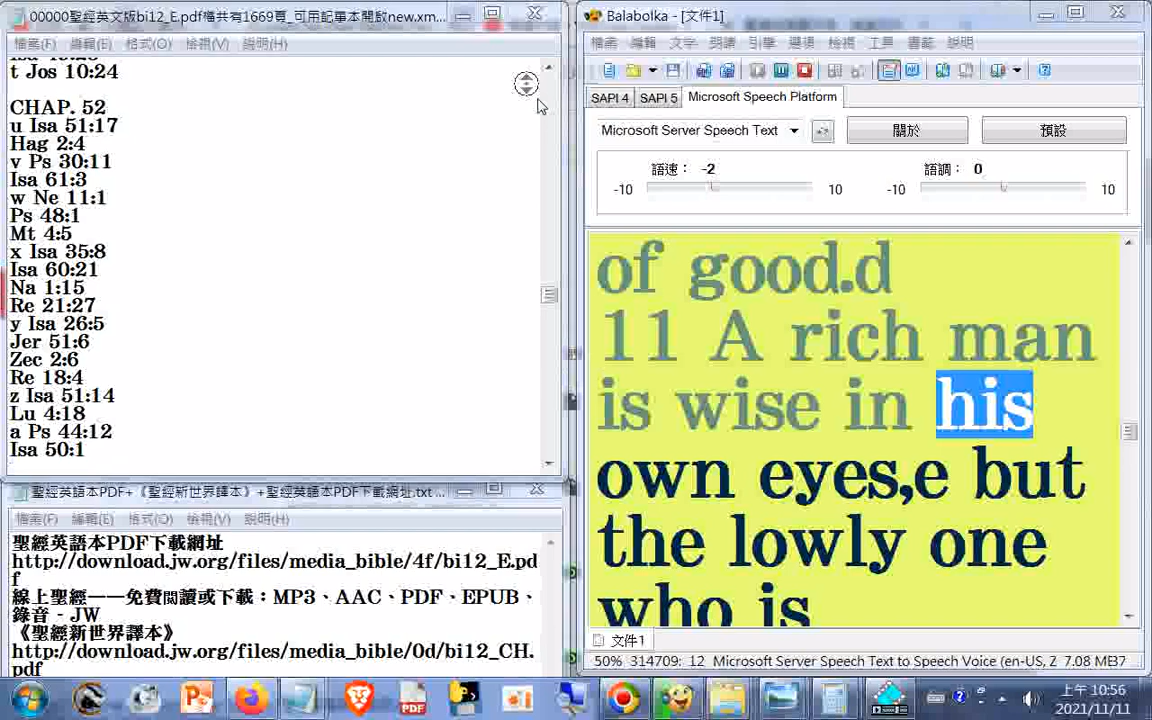 00000聖經英文版bi12_E.pdf檔共有1669頁_可用記事本開啟new.xm...
檔案(F) 編輯(E) 格式(O) 檢視(V) 說明(H)
t Jos 10:24
CHAP. 52
u Isa 51:17
Hag 2:4
v Ps 30:11
Isa 61:3
w Ne 11:1
Ps 48:1
Mt 4:5
x Isa 35:8
Isa 60:21
Na 1:15
Re 21:27
y Isa 26:5
Jer 51:6
Zec 2:6
Re 18:4
z Isa 51:14
Lu 4:18
a Ps 44:12
Isa 50:1
聖經英語本PDF+《聖經新世界譯本》+聖經英語本PDF下載網址.txt ...
檔案(F) 編輯(E) 格式(O) 檢視(V) 說明(H)
聖經英語本PDF下載網址
http://download.jw.org/files/media_bible/4f/bi12_E.pd
f
線上聖經——免費閱讀或下載：MP3、AAC、PDF、EPUB、
錄音 - JW
《聖經新世界譯本》
http://download.jw.org/files/media_bible/0d/bi12_CH.
pdf
Balabolka - [文件1]
檔案 編輯 文字 朗讀 引擎 選項 檢視 工具 書籤 說明
SAPI 4 SAPI 5 Microsoft Speech Platform
Microsoft Server Speech Text 關於 預設
語速： -2 語調： 0
-10 10 -10 10
of good.d
11 A rich man
is wise in his
own eyes,e but
the lowly one
who is
文件1
50% 314709: 12 Microsoft Server Speech Text to Speech Voice (en-US, Z 7.08 MB
上午 10:56
2021/11/11